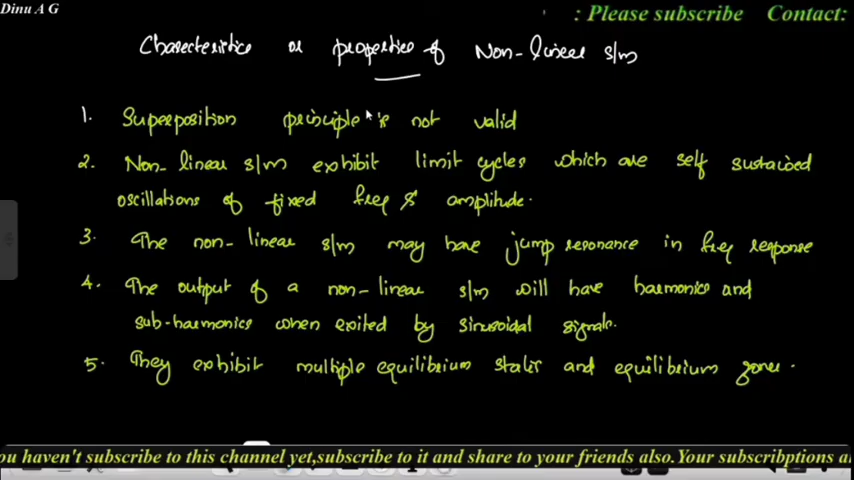 Dinu A G
: Please subscribe Contact:
Charecteristics or properties of Non-linear s/m
1. Superposition principle is not valid
2. Non-linear s/m exhibit limit cycles which are self sustained
oscillations of fixed freq & amplitude.
3. The non-linear s/m may have jump resonance in freq response
4. The output of a non-linear s/m will have harmonics and
sub-harmonics when exited by sinusoidal signals.
5. They exhibit multiple equilibrium states and equilibrium zones.
ou haven't subscribe to this channel yet,subscribe to it and share to your friends also.Your subscribptions a